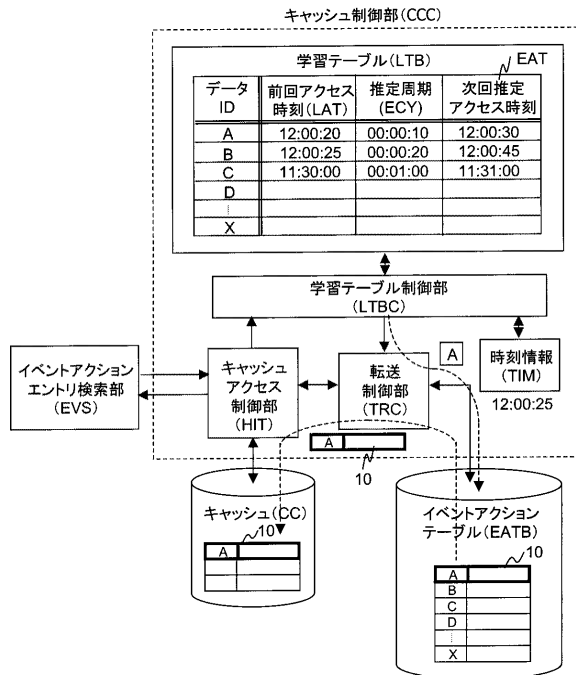 キャッシュ制御部(CCC)
学習テーブル(LTB)
EAT
データ
ID
前回アクセス
時刻(LAT)
推定周期
(ECY)
次回推定
アクセス時刻
A 12:00:20 00:00:10 12:00:30
B 12:00:25 00:00:20 12:00:45
C 11:30:00 00:01:00 11:31:00
D
X
学習テーブル制御部
(LTBC)
A
イベントアクション
エントリ検索部
(EVS)
キャッシュ
アクセス
制御部
(HIT)
転送
制御部
(TRC)
時刻情報
(TIM)
12:00:25
A
10
キャッシュ(CC)
10
A
イベントアクション
テーブル(EATB)
10
A
B
C
D
X